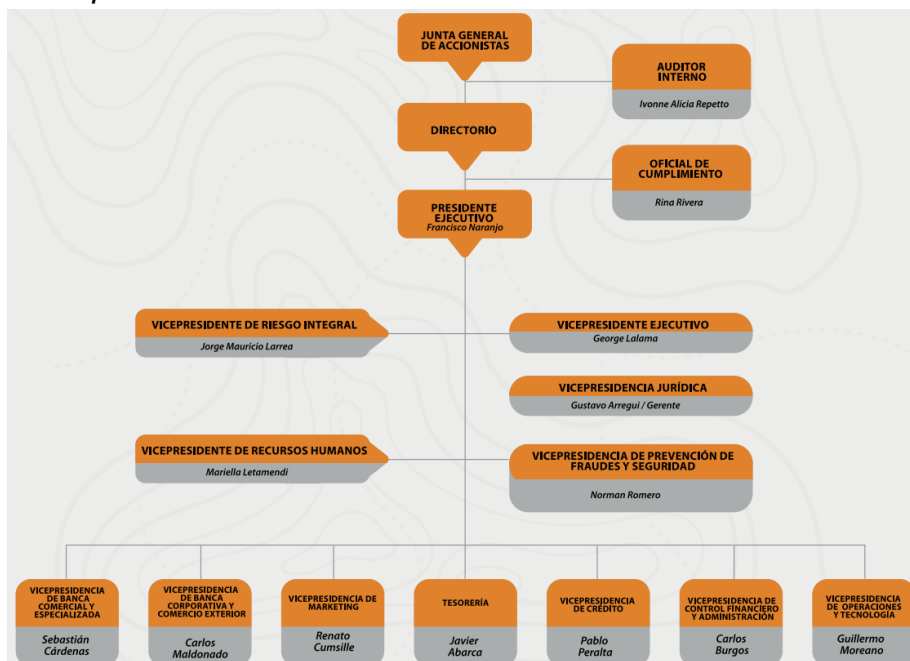 JUNTA GENERAL
DE ACCIONISTAS
AUDITOR
INTERNO
Ivonne Alicia Repetto
DIRECTORIO
OFICIAL DE
CUMPLIMIENTO
Rina Rivera
PRESIDENTE
EJECUTIVO
Francisco Naranjo
VICEPRESIDENTE DE RIESGO INTEGRAL
Jorge Mauricio Larrea
VICEPRESIDENTE EJECUTIVO
George Lalama
VICEPRESIDENCIA JURÍDICA
Gustavo Arregui / Gerente
VICEPRESIDENTE DE RECURSOS HUMANOS
Mariella Letamendi
VICEPRESIDENCIA DE PREVENCIÓN DE
FRAUDES Y SEGURIDAD
Norman Romero
VICEPRESIDENCIA
DE BANCA
COMERCIAL Y
ESPECIALIZADA
Sebastián
Cárdenas
VICEPRESIDENCIA
DE BANCA
CORPORATIVA Y
COMERCIO EXTERIOR
Carlos
Maldonado
VICEPRESIDENCIA DE
MARKETING
Renato
Cumsille
TESORERÍA
Javier
Abarca
VICEPRESIDENCIA
DE CRÉDITO
Pablo
Peralta
VICEPRESIDENCIA DE
CONTROL FINANCIERO
Y ADMINISTRACIÓN
Carlos
Burgos
VICEPRESIDENCIA
DE OPERACIONES
Y TECNOLOGÍA
Guillermo
Moreano